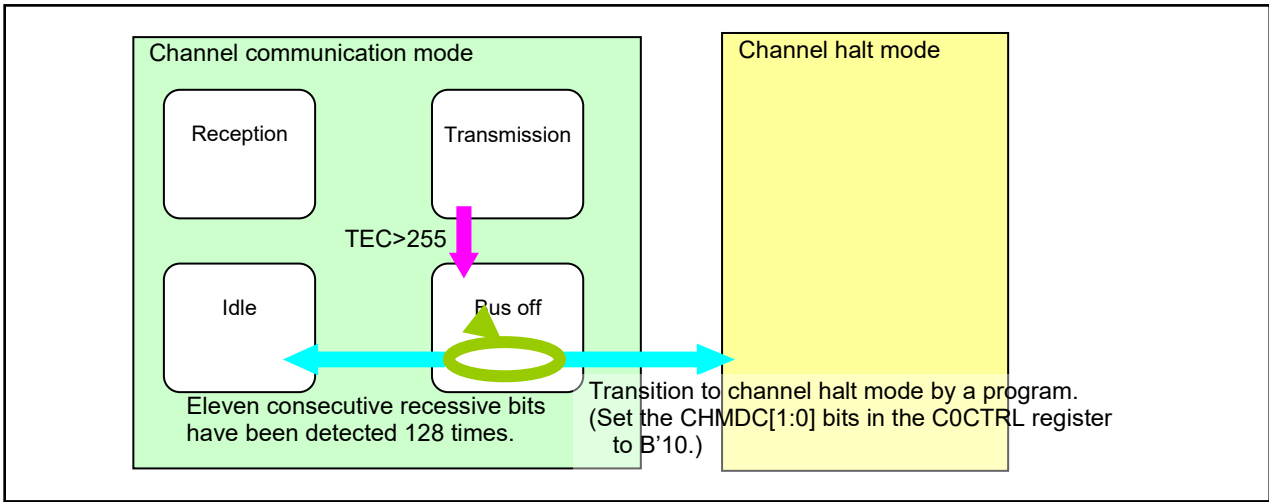 Channel communication mode
Channel halt mode
Reception
Transmission
TEC>255
Idle
Bus off
Eleven consecutive recessive bits
have been detected 128 times.
Transition to channel halt mode by a program.
(Set the CHMDC[1:0] bits in the C0CTRL register
to B’10.)